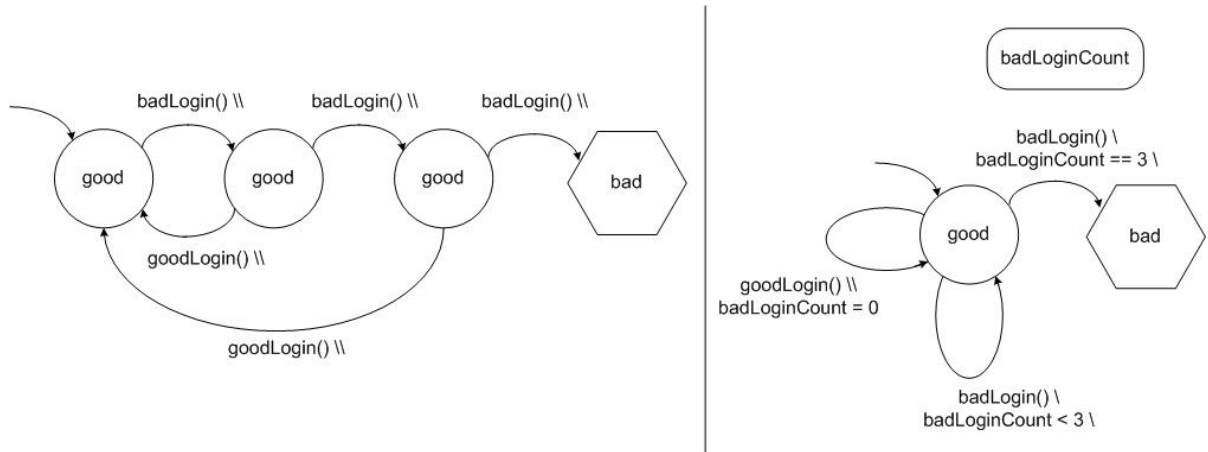 badLogin() \\
badLogin() \\
badLogin() \\
good
good
good
bad
goodLogin() \\
goodLogin() \\
badLoginCount
badLogin() \
badLoginCount == 3 \
good
bad
goodLogin() \\
badLoginCount = 0
badLogin() \
badLoginCount < 3 \